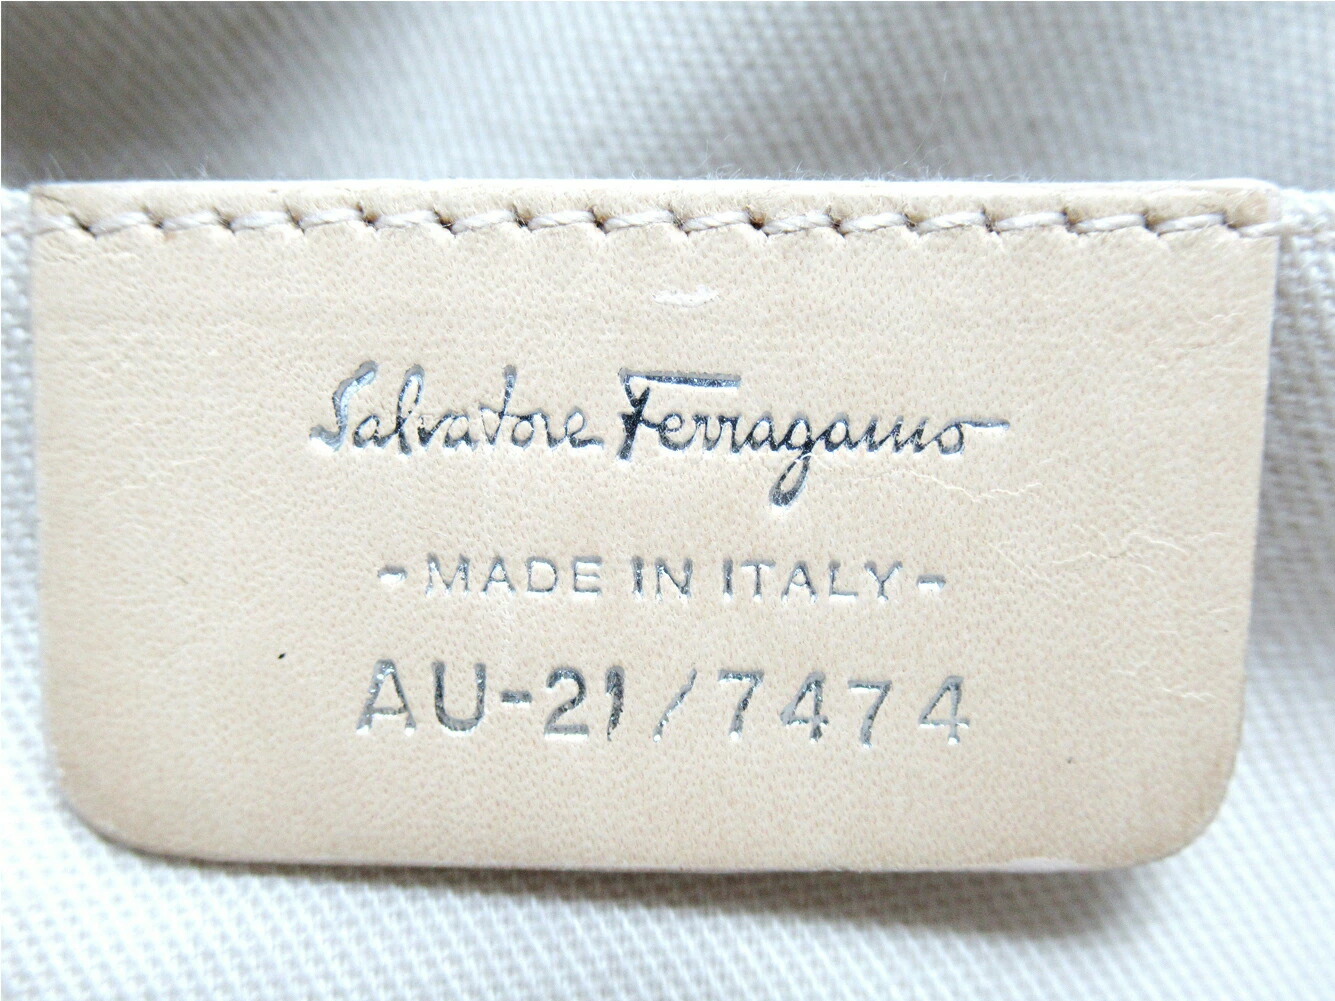 Salvatore Ferragamo
- MADE IN ITALY -
AU-21/7474